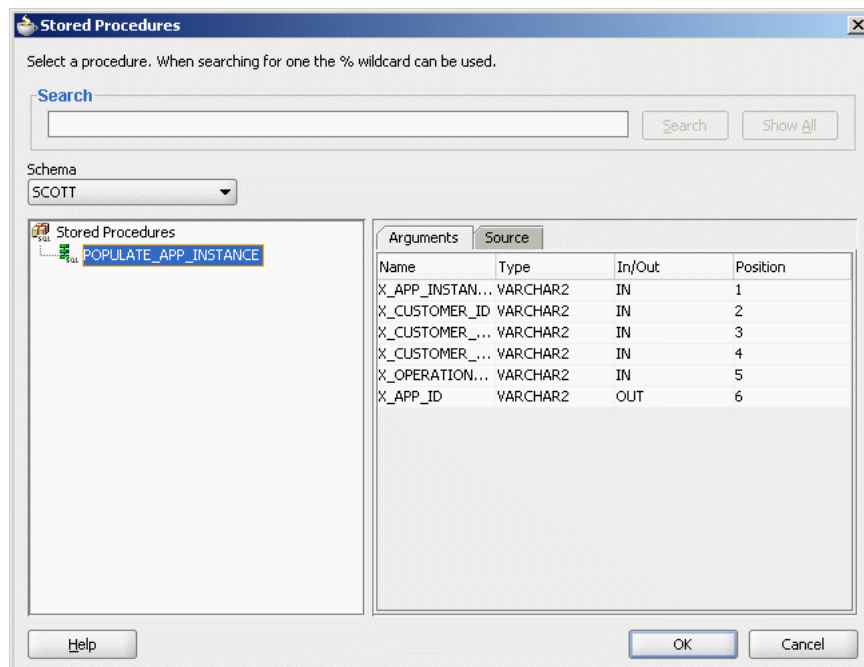 Stored Procedures
Select a procedure. When searching for one the % wildcard can be used.
Search
Search Show All
Schema
SCOTT
Stored Procedures
POPULATE_APP_INSTANCE
Arguments Source
Name Type In/Out Position
X_APP_INSTAN... VARCHAR2 IN 1
X_CUSTOMER_ID VARCHAR2 IN 2
X_CUSTOMER_... VARCHAR2 IN 3
X_CUSTOMER_... VARCHAR2 IN 4
X_OPERATION... VARCHAR2 IN 5
X_APP_ID VARCHAR2 OUT 6
Help OK Cancel